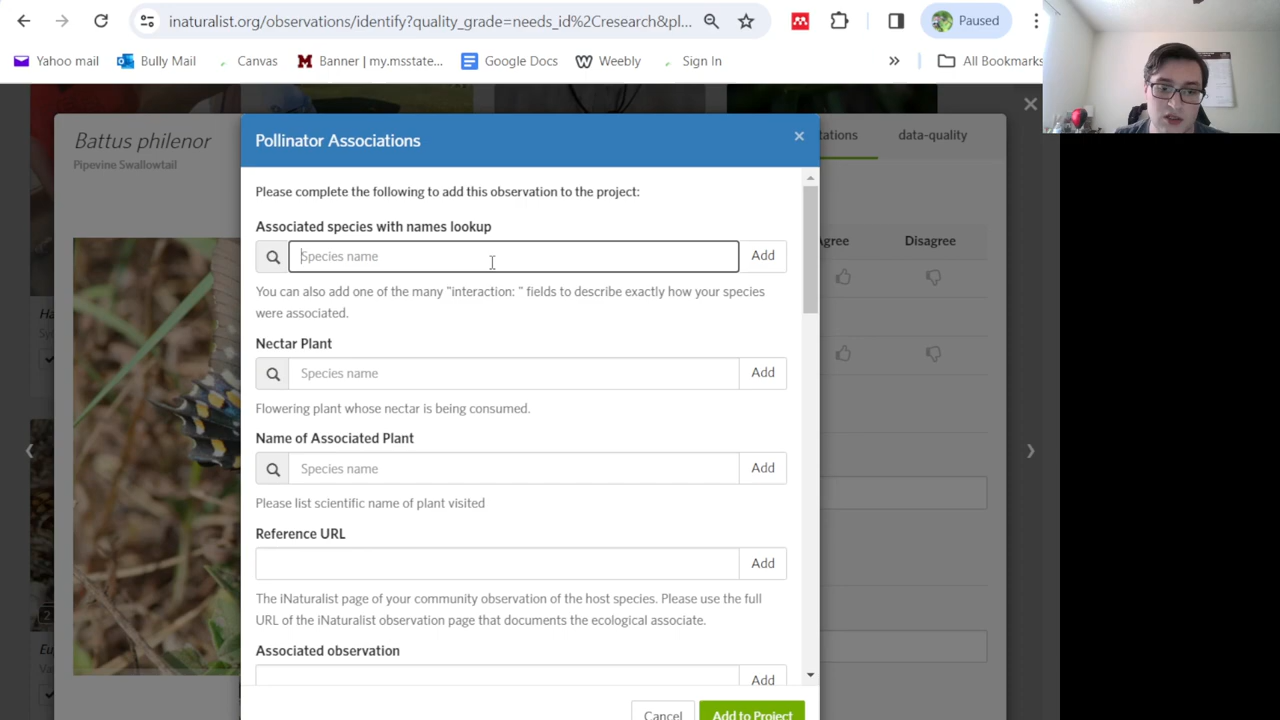 inaturalist.org/observations/identify?quality_grade=needs_id%2Cresearch&pl...
Paused
Yahoo mail
Bully Mail
Canvas
Banner | my.msstate...
Google Docs
Weebly
Sign In
»
All Bookmarks
Battus philenor
Pipevine Swallowtail
data-quality
Disagree
Pollinator Associations
×
Please complete the following to add this observation to the project:
Associated species with names lookup
Species name
Add
You can also add one of the many "interaction: " fields to describe exactly how your species
were associated.
Nectar Plant
Species name
Add
Flowering plant whose nectar is being consumed.
Name of Associated Plant
Species name
Add
Please list scientific name of plant visited
Reference URL
Add
The iNaturalist page of your community observation of the host species. Please use the full
URL of the iNaturalist observation page that documents the ecological associate.
Associated observation
Add
Cancel
Add to Project